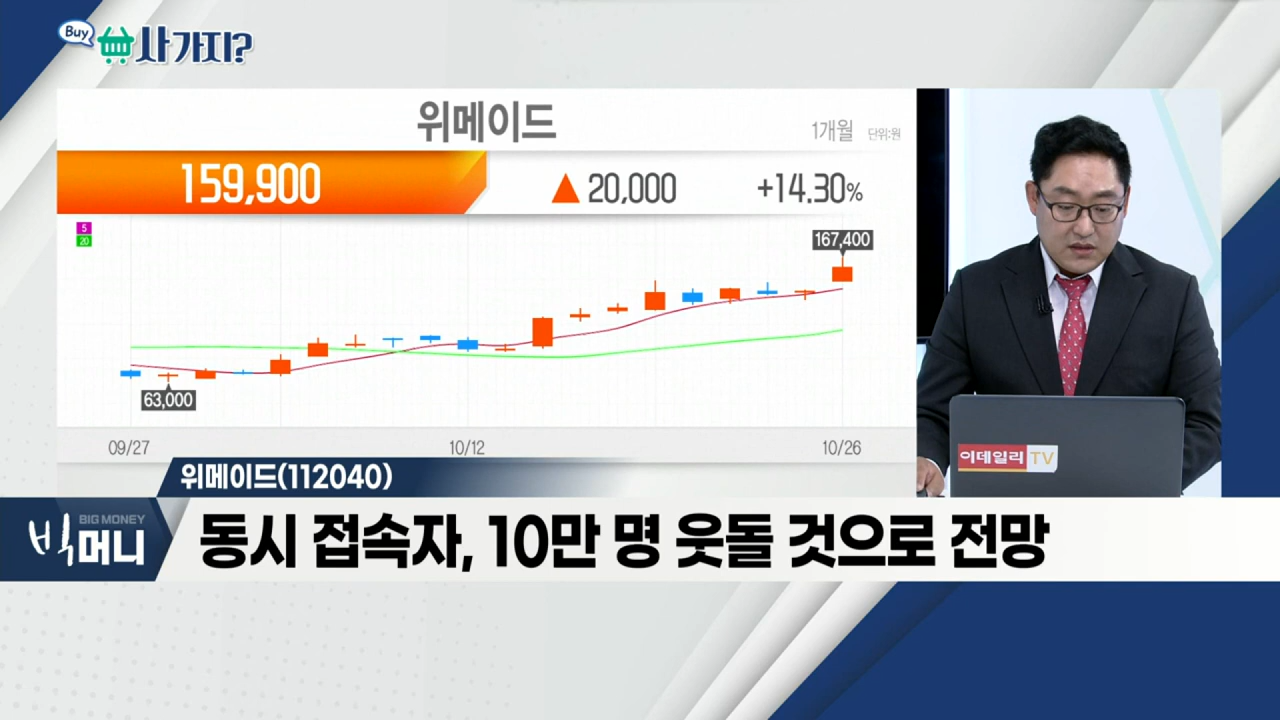 Buy
사 가지?
위메이드
1개월 단위:원
159,900 ▲ 20,000 +14.30%
5
20
167,400
63,000
09/27 10/12 10/26
이데일리 TV
위메이드(112040)
BIG MONEY
빅머니
동시 접속자, 10만 명 웃돌 것으로 전망